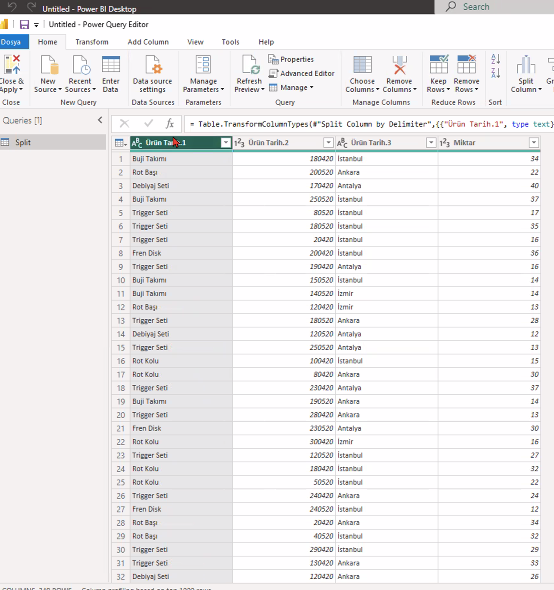 Untitled - Power BI Desktop
Search
Untitled - Power Query Editor
Dosya Home Transform Add Column View Tools Help
Close & Apply New Source Recent Sources Enter Data Data source settings Manage Parameters Refresh Preview Properties Advanced Editor Manage Choose Columns Remove Columns Keep Rows Remove Rows Split Column
Close New Query Data Sources Parameters Query Manage Columns Reduce Rows Sort
Queries [1]
= Table.TransformColumnTypes(#"Split Column by Delimiter",{{"Ürün Tarih.1", type text}
Split
Ürün Tarih.1 Ürün Tarih.2 Ürün Tarih.3 Miktar
1 Buji Takımı 180420 İstanbul 34
2 Rot Başı 200520 Ankara 22
3 Debiyaj Seti 170420 Antalya 40
4 Buji Takımı 250520 İstanbul 37
5 Trigger Seti 80520 İstanbul 17
6 Trigger Seti 180520 İstanbul 35
7 Trigger Seti 20420 İstanbul 16
8 Fren Disk 200420 İstanbul 36
9 Trigger Seti 190420 Antalya 16
10 Buji Takımı 150520 İstanbul 14
11 Buji Takımı 140520 İzmir 14
12 Rot Başı 120420 İzmir 13
13 Trigger Seti 180520 Ankara 28
14 Debiyaj Seti 120520 Antalya 12
15 Trigger Seti 250520 Antalya 13
16 Rot Kolu 100420 İstanbul 15
17 Rot Kolu 80420 Ankara 30
18 Trigger Seti 230420 Antalya 37
19 Buji Takımı 190520 Ankara 14
20 Trigger Seti 280420 Ankara 13
21 Fren Disk 230520 Antalya 30
22 Rot Kolu 300420 İzmir 16
23 Trigger Seti 120520 İstanbul 27
24 Rot Kolu 180420 İstanbul 32
25 Rot Kolu 50520 İstanbul 22
26 Trigger Seti 240420 Ankara 24
27 Fren Disk 240520 İstanbul 12
28 Rot Başı 20420 Ankara 34
29 Rot Başı 40520 İstanbul 32
30 Trigger Seti 290420 İstanbul 29
31 Trigger Seti 130420 Ankara 33
32 Debiyaj Seti 120420 Ankara 26